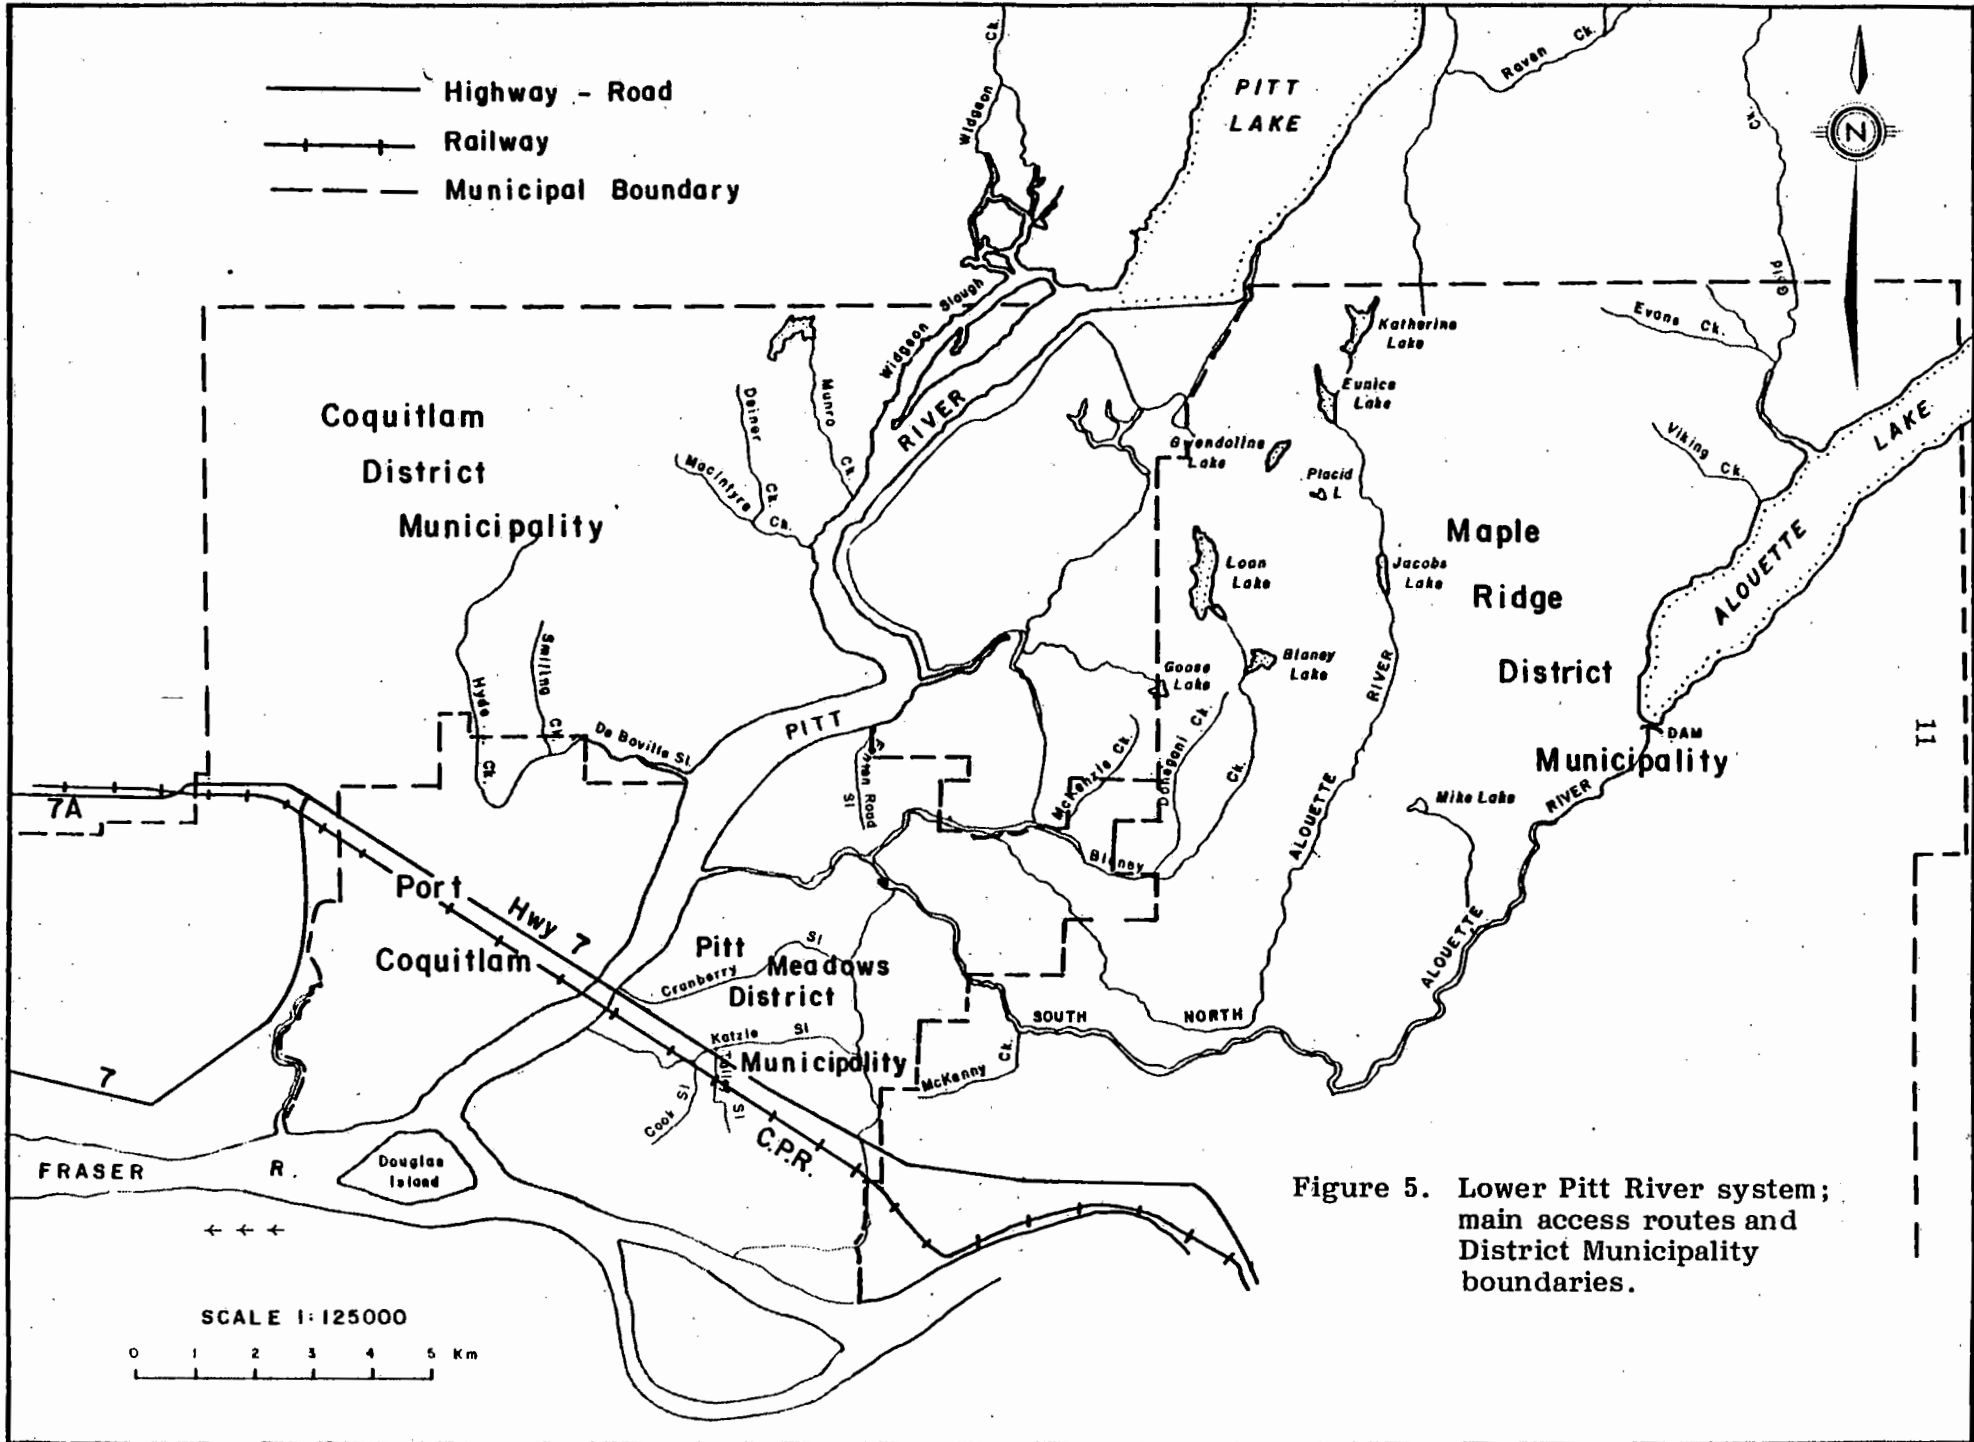 Highway - Road
Railway
Municipal Boundary
Widgeon
Ck.
PITT
LAKE
Raven Ck.
Ck.
Gold
N
Widgeon Slough
RIVER
Katherine
Lake
Eunice
Lake
Evans Ck.
Coquitlam
District
Municipality
Deiner
Ck.
Munro
Ck.
Macintyre
Ck.
Gwendoline
Lake
Placid
L
Viking Ck.
LAKE
ALOUETTE
Maple
Ridge
District
Municipality
Loan
Lake
Jacobs
Lake
Goose
Lake
Blaney
Lake
RIVER
ALOUETTE
DAM
11
Hyde
Ck.
Smiling
Ck.
De Boville Sl.
PITT
Road
Sl
McKenzie Ck.
Donegani Ck.
Ck.
Blaney
Mike Lake
RIVER
ALOUETTE
7A
Port
Coquitlam
Hwy 7
Pitt
Meadows
District
Municipality
Cranberry
Sl
Katzie Sl
Cook Sl
Sl
C.P.R.
SOUTH
NORTH
McKenny
Ck.
7
FRASER R.
Douglas
Island
SCALE 1:125000
0 1 2 3 4 5 Km
Figure 5. Lower Pitt River system;
main access routes and
District Municipality
boundaries.